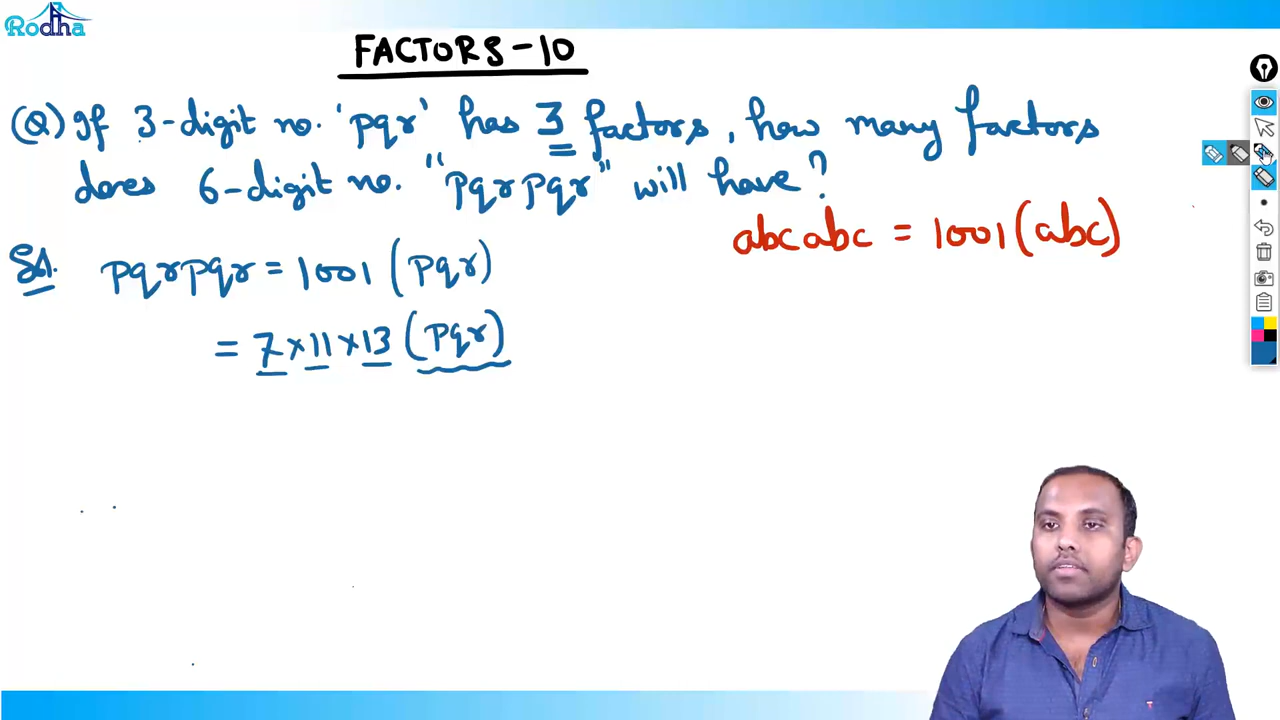 Rodha
FACTORS - 10
(Q) If 3-digit no. 'pqr' has 3 factors, how many factors
does 6-digit no. "pqrpqr" will have?
abcabc = 1001(abc)
Sol. pqrpqr = 1001 (pqr)
= 7×11×13 (pqr)